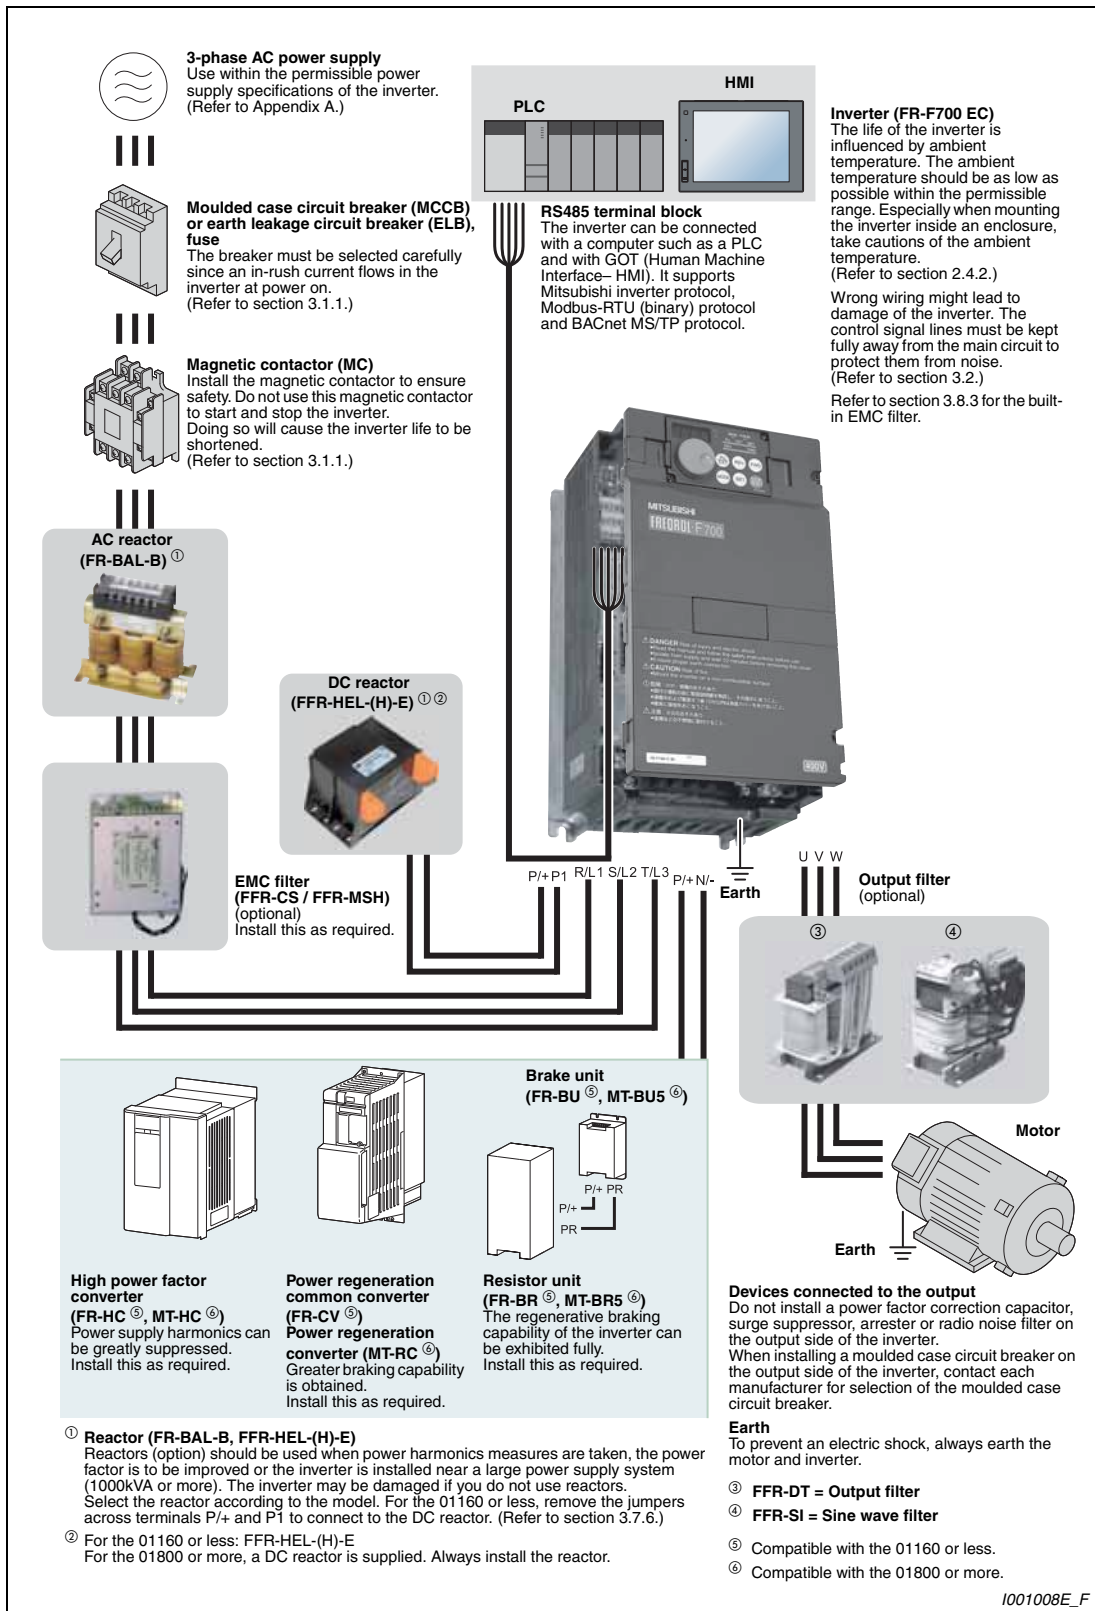 3-phase AC power supply
Use within the permissible power
supply specifications of the inverter.
(Refer to Appendix A.)
PLC
HMI
Inverter (FR-F700 EC)
The life of the inverter is
influenced by ambient
temperature. The ambient
temperature should be as low as
possible within the permissible
range. Especially when mounting
the inverter inside an enclosure,
take cautions of the ambient
temperature.
(Refer to section 2.4.2.)
Wrong wiring might lead to
damage of the inverter. The
control signal lines must be kept
fully away from the main circuit to
protect them from noise.
(Refer to section 3.2.)
Refer to section 3.8.3 for the built-
in EMC filter.
Moulded case circuit breaker (MCCB)
or earth leakage circuit breaker (ELB),
fuse
The breaker must be selected carefully
since an in-rush current flows in the
inverter at power on.
(Refer to section 3.1.1.)
RS485 terminal block
The inverter can be connected
with a computer such as a PLC
and with GOT (Human Machine
Interface– HMI). It supports
Mitsubishi inverter protocol,
Modbus-RTU (binary) protocol
and BACnet MS/TP protocol.
Magnetic contactor (MC)
Install the magnetic contactor to ensure
safety. Do not use this magnetic contactor
to start and stop the inverter.
Doing so will cause the inverter life to be
shortened.
(Refer to section 3.1.1.)
AC reactor
(FR-BAL-B) ①
MITSUBISHI
FREQROL-F700
DANGER
CAUTION
400V
DC reactor
(FFR-HEL-(H)-E) ① ②
EMC filter
(FFR-CS / FFR-MSH)
(optional)
Install this as required.
P/+ P1 R/L1 S/L2 T/L3 P/+ N/-
Earth
U V W
Output filter
(optional)
③ ④
Brake unit
(FR-BU ⑤, MT-BU5 ⑥)
P/+ PR
P/+
PR
Motor
Earth
High power factor
converter
(FR-HC ⑤, MT-HC ⑥)
Power supply harmonics can
be greatly suppressed.
Install this as required.
Power regeneration
common converter
(FR-CV ⑤)
Power regeneration
converter (MT-RC ⑥)
Greater braking capability
is obtained.
Install this as required.
Resistor unit
(FR-BR ⑤, MT-BR5 ⑥)
The regenerative braking
capability of the inverter can
be exhibited fully.
Install this as required.
Devices connected to the output
Do not install a power factor correction capacitor,
surge suppressor, arrester or radio noise filter on
the output side of the inverter.
When installing a moulded case circuit breaker on
the output side of the inverter, contact each
manufacturer for selection of the moulded case
circuit breaker.
Earth
To prevent an electric shock, always earth the
motor and inverter.
③ FFR-DT = Output filter
④ FFR-SI = Sine wave filter
⑤ Compatible with the 01160 or less.
⑥ Compatible with the 01800 or more.
① Reactor (FR-BAL-B, FFR-HEL-(H)-E)
Reactors (option) should be used when power harmonics measures are taken, the power
factor is to be improved or the inverter is installed near a large power supply system
(1000kVA or more). The inverter may be damaged if you do not use reactors.
Select the reactor according to the model. For the 01160 or less, remove the jumpers
across terminals P/+ and P1 to connect to the DC reactor. (Refer to section 3.7.6.)
② For the 01160 or less: FFR-HEL-(H)-E
For the 01800 or more, a DC reactor is supplied. Always install the reactor.
I001008E_F